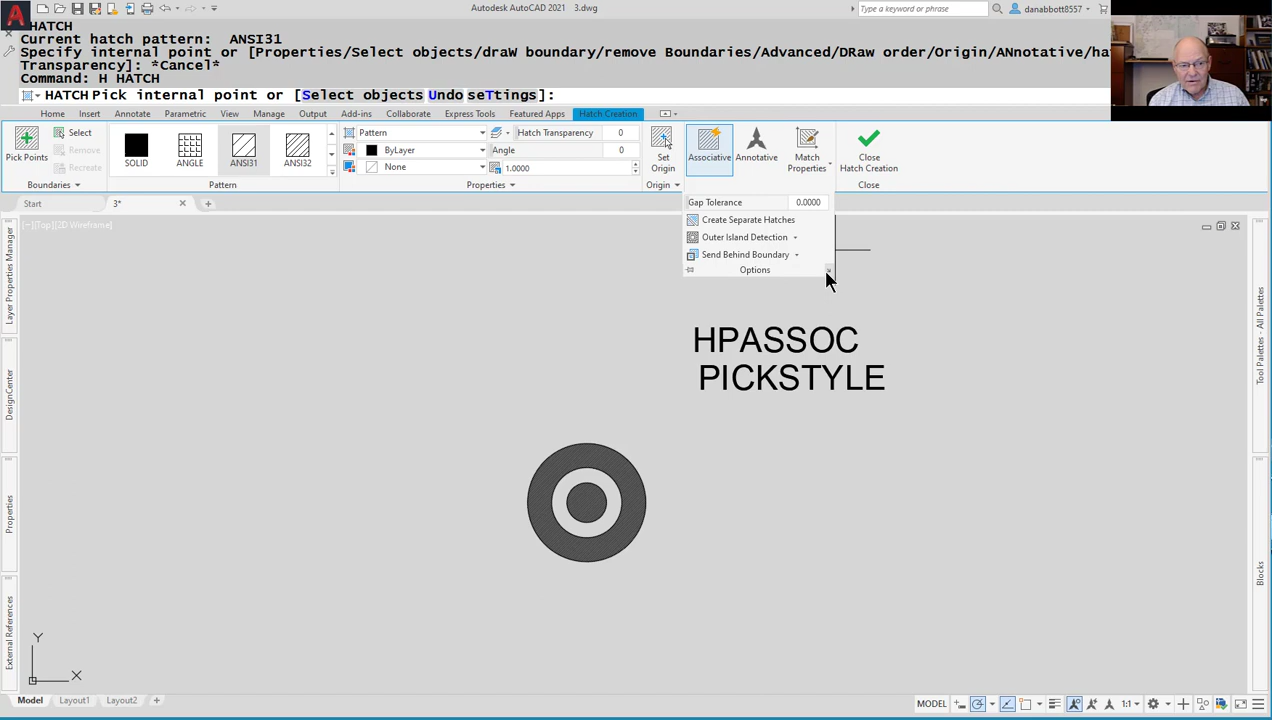 Autodesk AutoCAD 2021   3.dwg
Type a keyword or phrase
danabbott8557
HATCH
Current hatch pattern:  ANSI31
Specify internal point or [Properties/Select objects/draW boundary/remove Boundaries/Advanced/DRaw order/Origin/ANnotative/ha
Transparency]: *Cancel*
Command: H HATCH
HATCH Pick internal point or [Select objects Undo seTtings]:
Home Insert Annotate Parametric View Manage Output Add-ins Collaborate Express Tools Featured Apps Hatch Creation
Pick Points
Select
Remove
Recreate
Boundaries
SOLID
ANGLE
ANSI31
ANSI32
Pattern
Pattern
ByLayer
None
Hatch Transparency 0
Angle 0
1.0000
Properties
Set
Origin
Origin
Associative
Annotative
Match
Properties
Close
Hatch Creation
Close
Gap Tolerance 0.0000
Create Separate Hatches
Outer Island Detection
Send Behind Boundary
Options
Start
3*
[−][Top][2D Wireframe]
HPASSOC
PICKSTYLE
Layer Properties Manager
DesignCenter
Properties
External References
Tool Palettes - All Palettes
Blocks
Y
X
Model Layout1 Layout2
MODEL
1:1